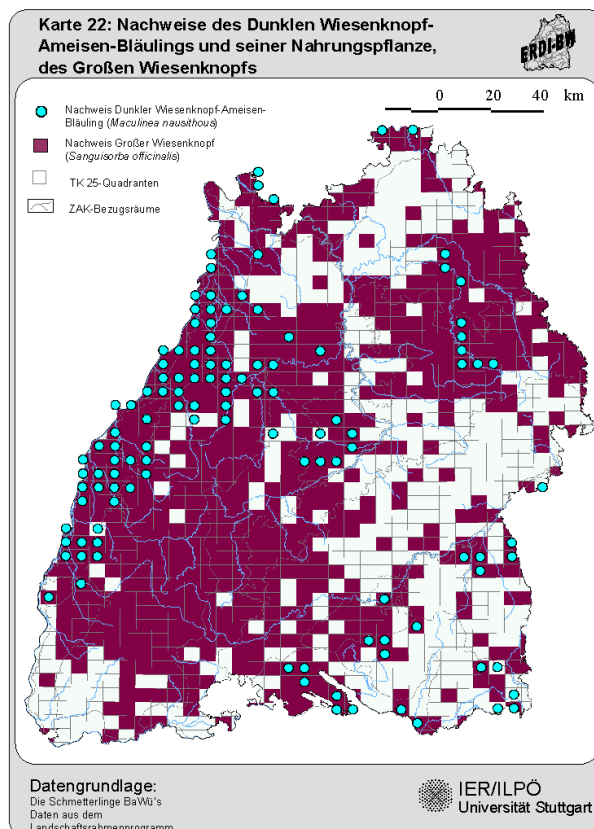 Karte 22: Nachweise des Dunklen Wiesenknopf-
Ameisen-Bläulings und seiner Nahrungspflanze,
des Großen Wiesenknopfs
ERDI-BW
Nachweis Dunkler Wiesenknopf-Ameisen-
Bläuling (Maculinea nausithous)
Nachweis Großer Wiesenknopf
(Sanguisorba officinalis)
TK 25-Quadranten
ZAK-Bezugsräume
0 20 40 km
Datengrundlage:
Die Schmetterlinge BaWü's
Daten aus dem
Landschaftsrahmenprogramm
IER/ILPÖ
Universität Stuttgart